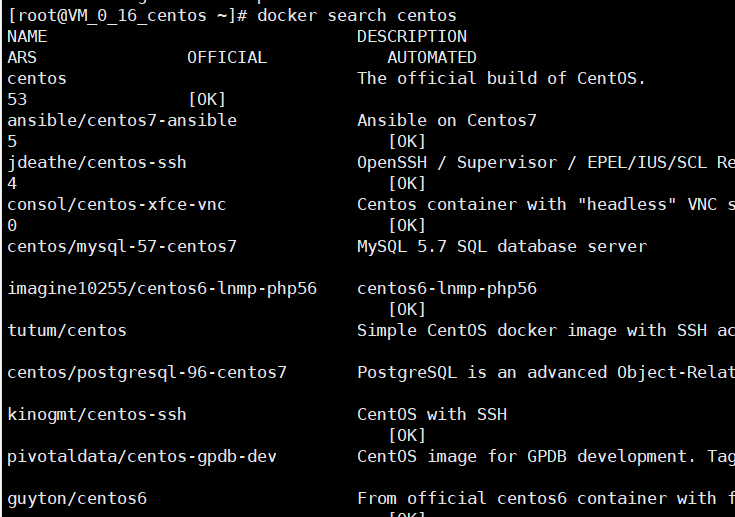 [root@VM_0_16_centos ~]# docker search centos
NAME DESCRIPTION
ARS OFFICIAL AUTOMATED
centos The official build of CentOS.
53 [OK]
ansible/centos7-ansible Ansible on Centos7
5 [OK]
jdeathe/centos-ssh OpenSSH / Supervisor / EPEL/IUS/SCL Re
4 [OK]
consol/centos-xfce-vnc Centos container with "headless" VNC s
0 [OK]
centos/mysql-57-centos7 MySQL 5.7 SQL database server
imagine10255/centos6-lnmp-php56 centos6-lnmp-php56
[OK]
tutum/centos Simple CentOS docker image with SSH ac
centos/postgresql-96-centos7 PostgreSQL is an advanced Object-Relat
kinogmt/centos-ssh CentOS with SSH
[OK]
pivotaldata/centos-gpdb-dev CentOS image for GPDB development. Tag
guyton/centos6 From official centos6 container with f
[OK]